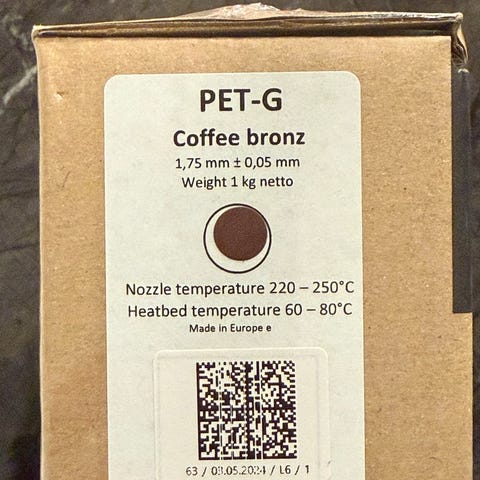 PET-G
Coffee bronz
1,75 mm ± 0,05 mm
Weight 1 kg netto
Nozzle temperature 220 – 250°C
Heatbed temperature 60 – 80°C
Made in Europe e
63 / 03.05.2024 / L6 / 1